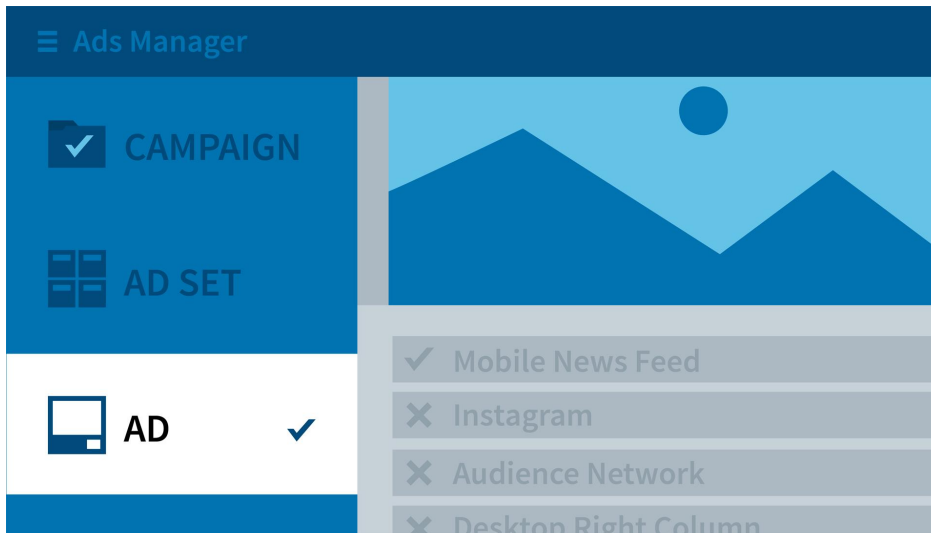 Ads Manager
CAMPAIGN
AD SET
AD
Mobile News Feed
Instagram
Audience Network
Desktop Right Column